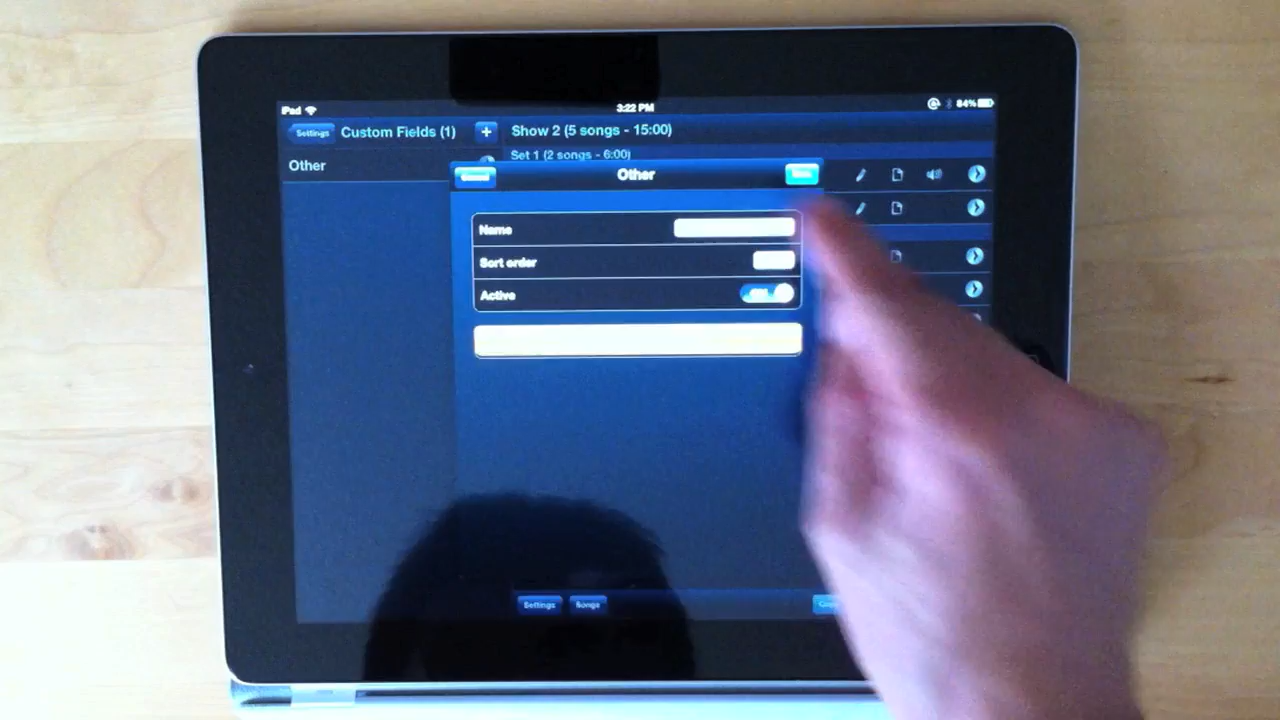 iPad
3:22 PM
84%
Settings
Custom Fields (1)
+
Show 2 (5 songs - 15:00)
Other
Set 1 (2 songs - 6:00)
Other
Name
Sort order
Active
Settings
Songs